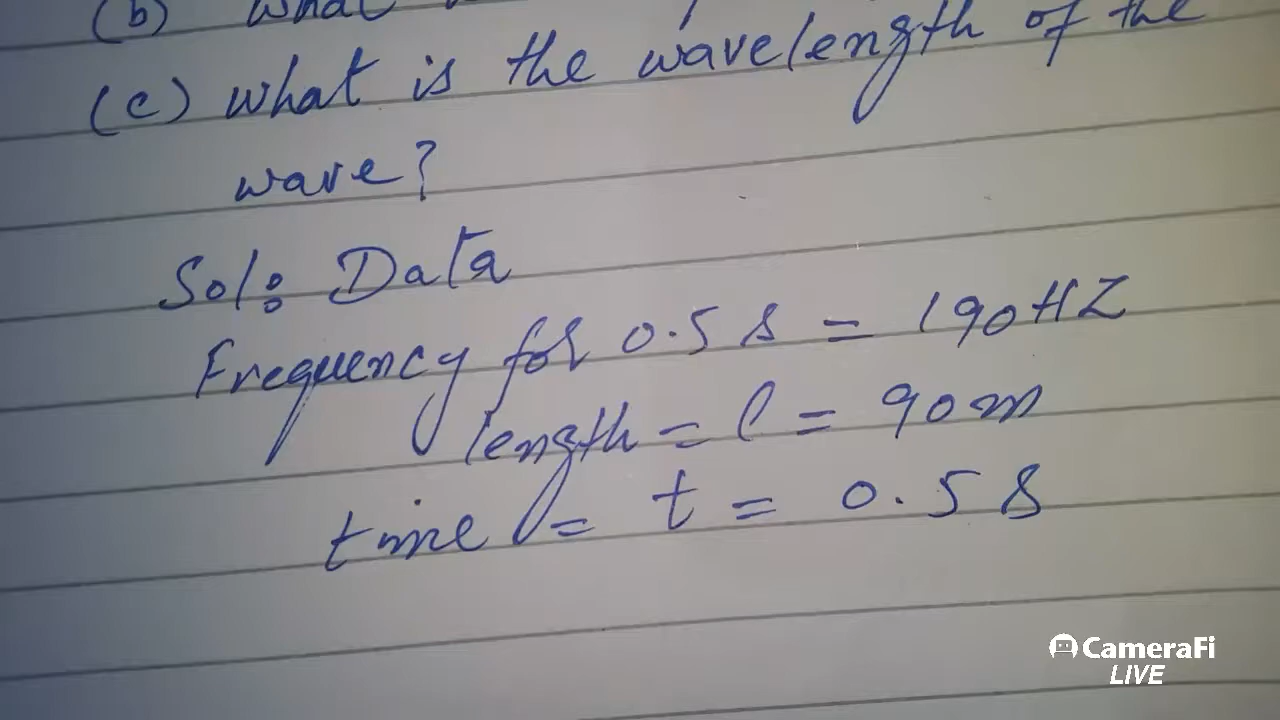 (b) What
(c) What is the wavelength of the
wave?
Sol: Data
Frequency for 0.5 s = 190 HZ
length = l = 90 m
time = t = 0.5 s
CameraFi
LIVE